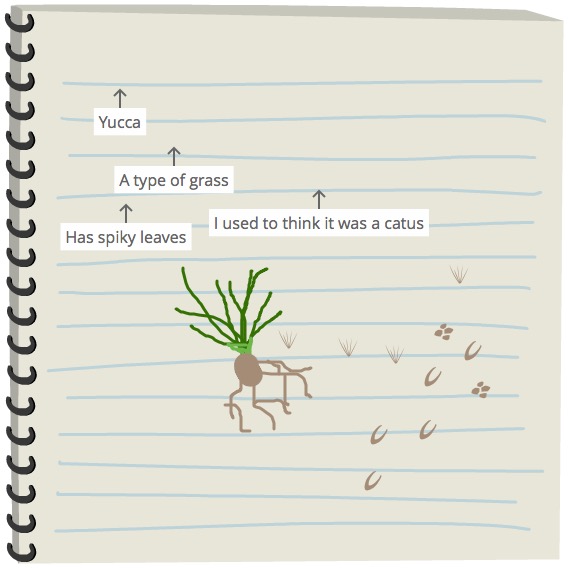 Yucca
A type of grass
I used to think it was a catus
Has spiky leaves